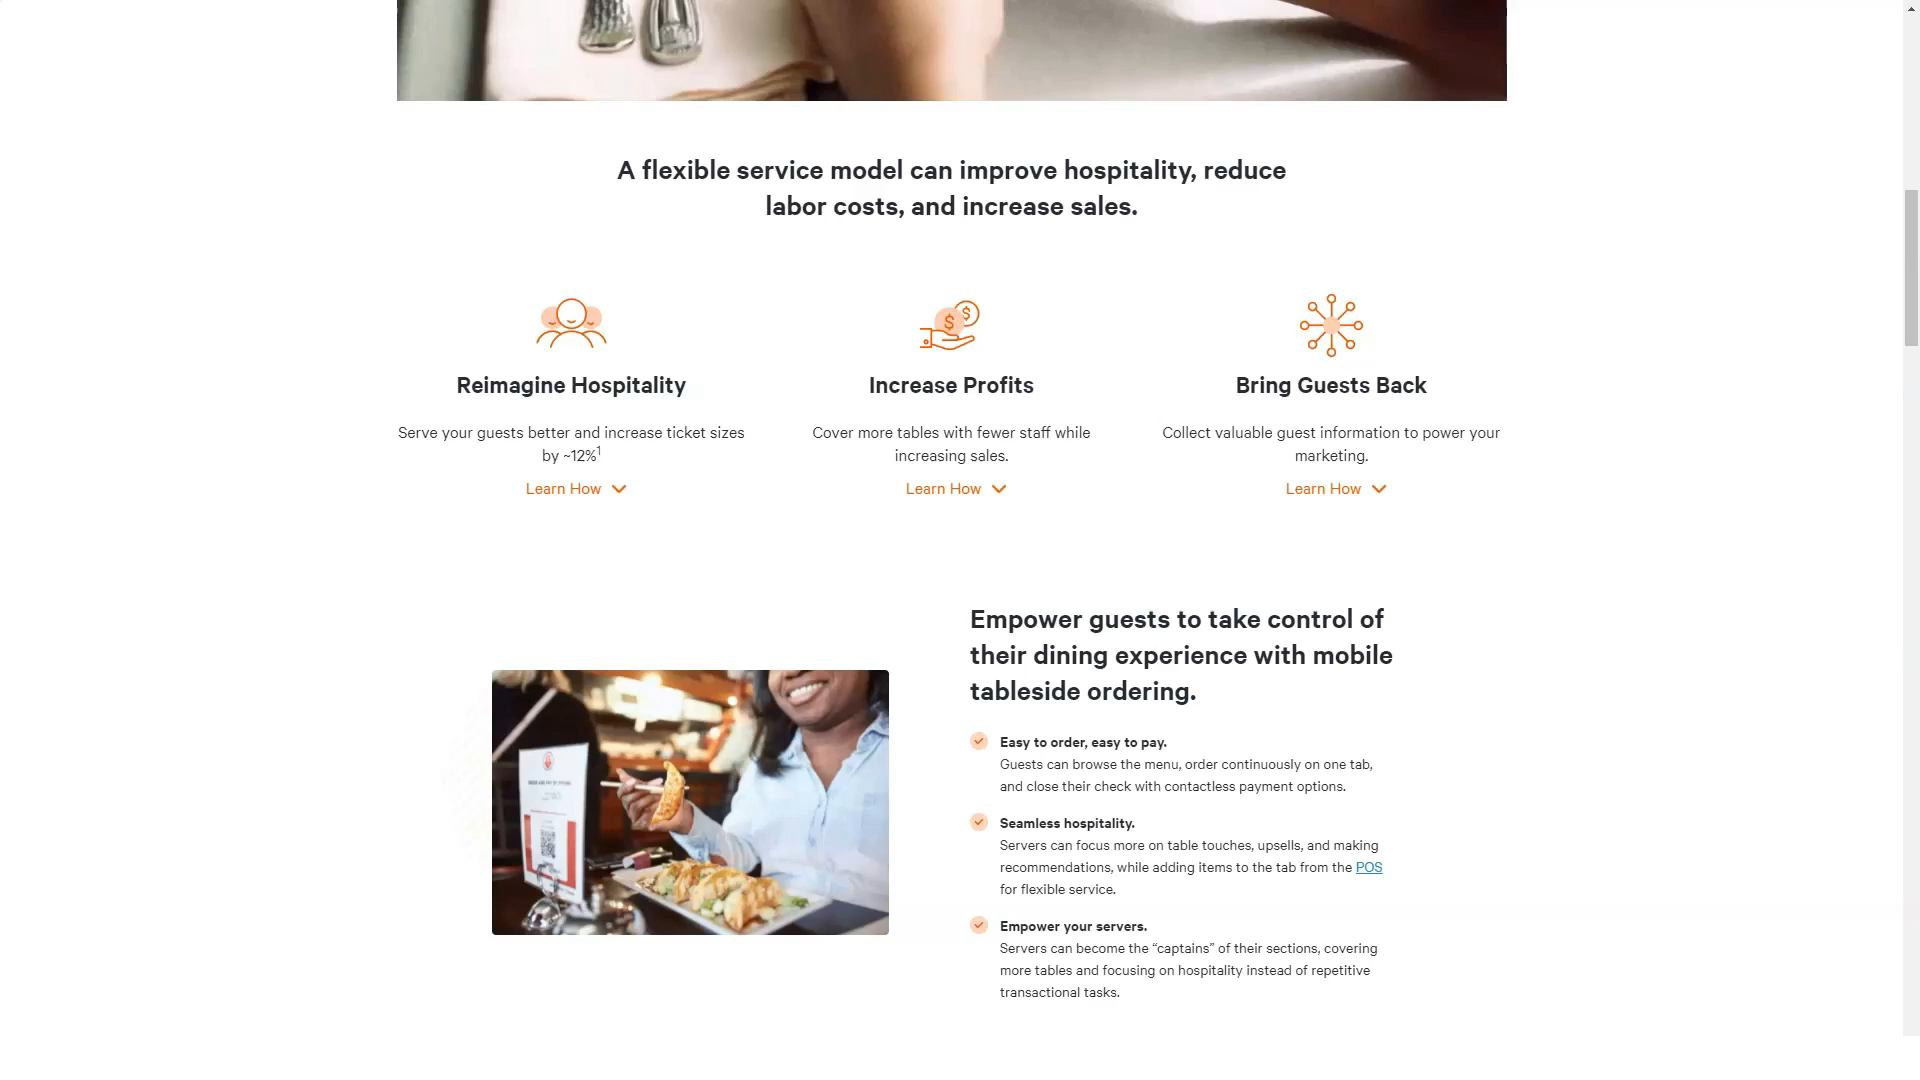 A flexible service model can improve hospitality, reduce
labor costs, and increase sales.
Reimagine Hospitality
Serve your guests better and increase ticket sizes
by ~12%1
Learn How
Increase Profits
Cover more tables with fewer staff while
increasing sales.
Learn How
Bring Guests Back
Collect valuable guest information to power your
marketing.
Learn How
Empower guests to take control of
their dining experience with mobile
tableside ordering.
Easy to order, easy to pay.
Guests can browse the menu, order continuously on one tab,
and close their check with contactless payment options.
Seamless hospitality.
Servers can focus more on table touches, upsells, and making
recommendations, while adding items to the tab from the POS
for flexible service.
Empower your servers.
Servers can become the “captains” of their sections, covering
more tables and focusing on hospitality instead of repetitive
transactional tasks.